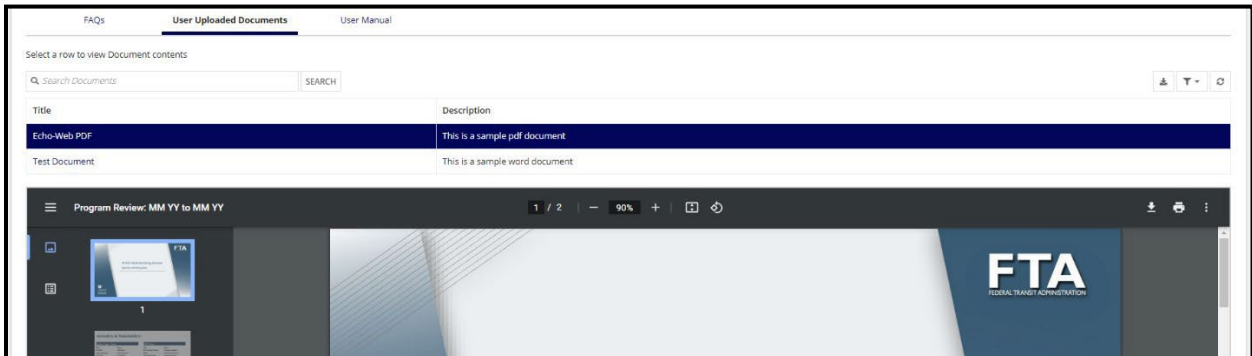 FAQs User Uploaded Documents User Manual
Select a row to view Document contents
Search Documents SEARCH
Title Description
Echo-Web PDF This is a sample pdf document
Test Document This is a sample word document
Program Review: MM YY to MM YY 1 / 2 90%
FTA
FTA
FEDERAL TRANSIT ADMINISTRATION
1